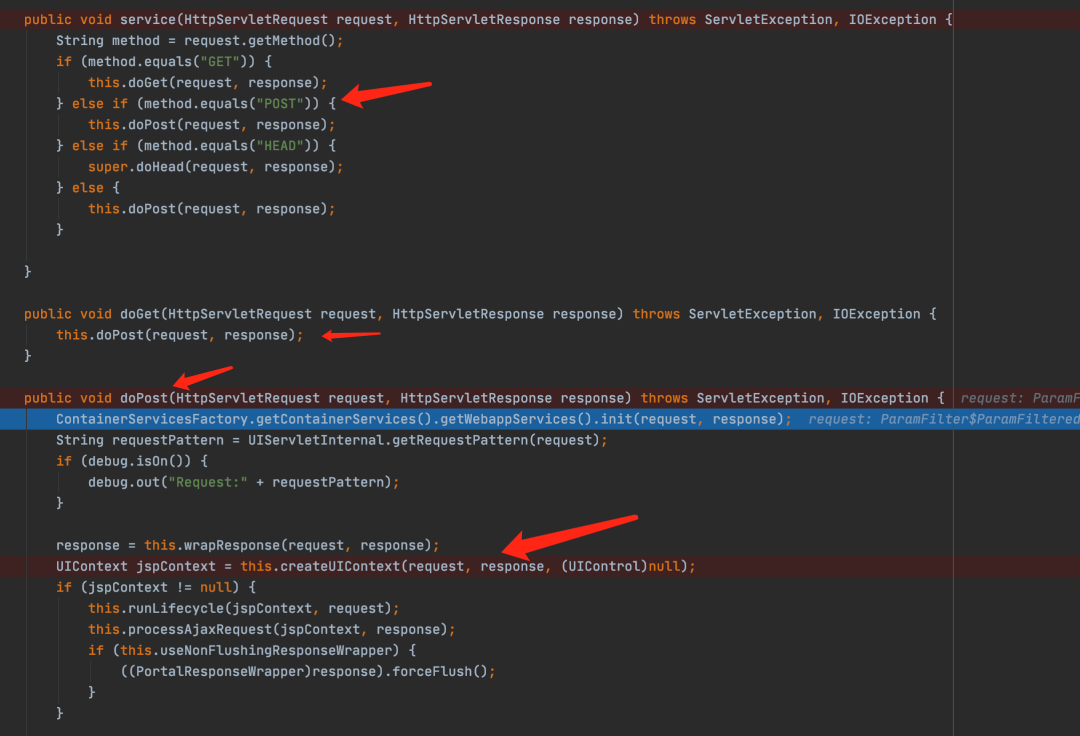 public void service(HttpServletRequest request, HttpServletResponse response) throws ServletException, IOException {
String method = request.getMethod();
if (method.equals("GET")) {
this.doGet(request, response);
} else if (method.equals("POST")) {
this.doPost(request, response);
} else if (method.equals("HEAD")) {
super.doHead(request, response);
} else {
this.doPost(request, response);
}
}
public void doGet(HttpServletRequest request, HttpServletResponse response) throws ServletException, IOException {
this.doPost(request, response);
}
public void doPost(HttpServletRequest request, HttpServletResponse response) throws ServletException, IOException { request: ParamF
ContainerServicesFactory.getContainerServices().getWebappServices().init(request, response); request: ParamFilter$ParamFiltered
String requestPattern = UIServletInternal.getRequestPattern(request);
if (debug.isOn()) {
debug.out("Request:" + requestPattern);
}
response = this.wrapResponse(request, response);
UIContext jspContext = this.createUIContext(request, response, (UIControl)null);
if (jspContext != null) {
this.runLifecycle(jspContext, request);
this.processAjaxRequest(jspContext, response);
if (this.useNonFlushingResponseWrapper) {
((PortalResponseWrapper)response).forceFlush();
}
}